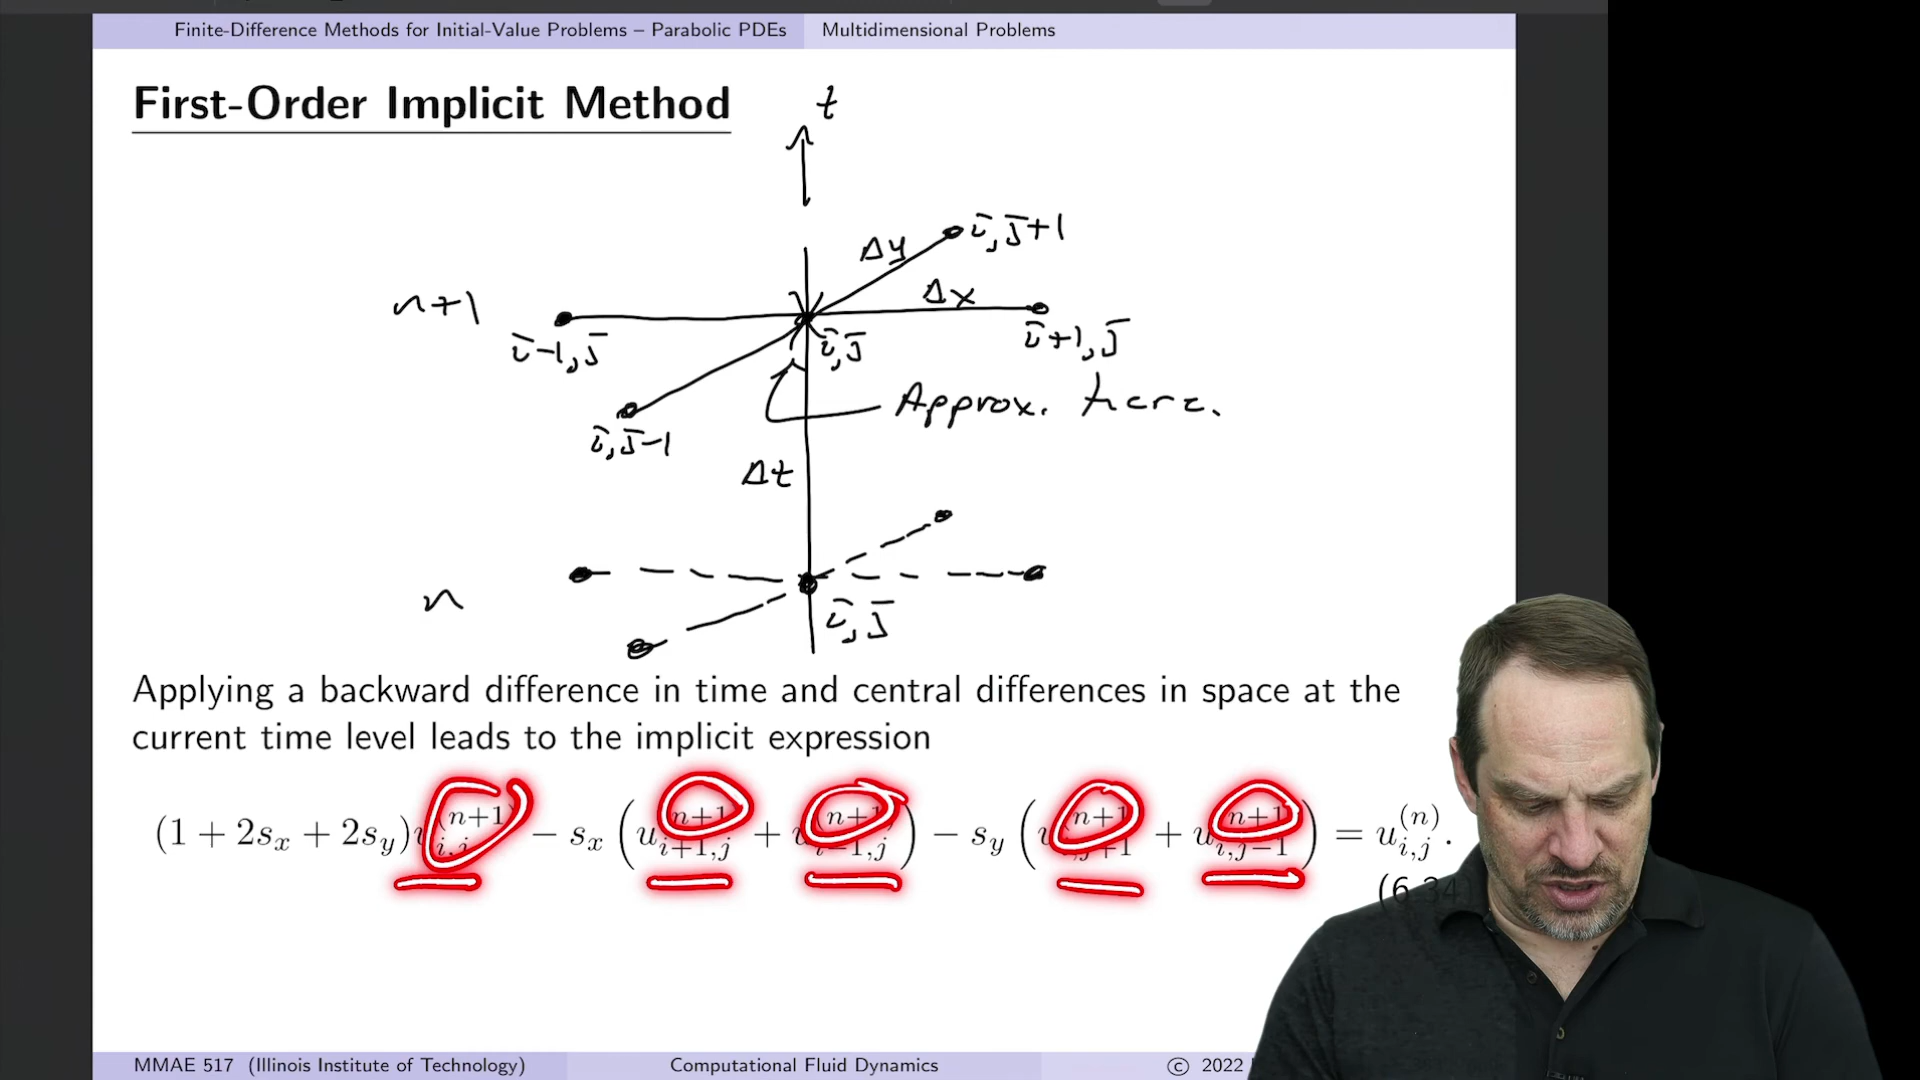 Finite-Difference Methods for Initial-Value Problems – Parabolic PDEs Multidimensional Problems
First-Order Implicit Method
t
Δy
i,j+1
n+1
Δx
i-1,j
i,j
i+1,j
Approx. here.
i,j-1
Δt
n
i,j
Applying a backward difference in time and central differences in space at the
current time level leads to the implicit expression
(1 + 2s_x + 2s_y)u_{i,j}^{(n+1)} − s_x (u_{i+1,j}^{(n+1)} + u_{i−1,j}^{(n+1)}) − s_y (u_{i,j+1}^{(n+1)} + u_{i,j−1}^{(n+1)}) = u_{i,j}^{(n)}.
(6.34
MMAE 517 (Illinois Institute of Technology) Computational Fluid Dynamics © 2022